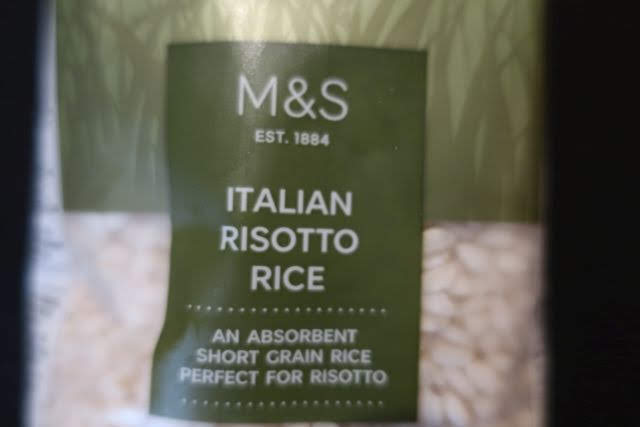 M&S
EST. 1884
ITALIAN
RISOTTO
RICE
AN ABSORBENT
SHORT GRAIN RICE
PERFECT FOR RISOTTO